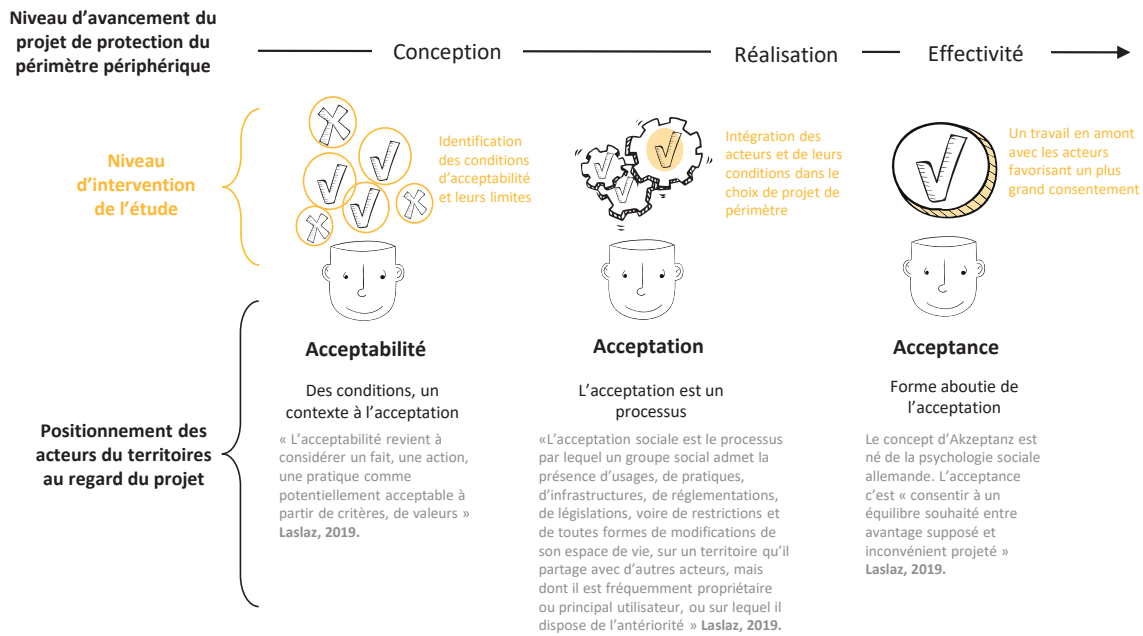 Niveau d'avancement du
projet de protection du
périmètre périphérique
Conception
Réalisation
Effectivité
Niveau
d'intervention
de l'étude
Identification
des conditions
d'acceptabilité
et leurs limites
Intégration des
acteurs et de leurs
conditions dans le
choix de projet de
périmètre
Un travail en amont
avec les acteurs
favorisant un plus
grand consentement
Positionnement des
acteurs du territoires
au regard du projet
Acceptabilité
Des conditions, un
contexte à l'acceptation
« L'acceptabilité revient à
considérer un fait, une action,
une pratique comme
potentiellement acceptable à
partir de critères, de valeurs »
Laslaz, 2019.
Acceptation
L'acceptation est un
processus
«L'acceptation sociale est le processus
par lequel un groupe social admet la
présence d'usages, de pratiques,
d'infrastructures, de réglementations,
de législations, voire de restrictions et
de toutes formes de modifications de
son espace de vie, sur un territoire qu'il
partage avec d'autres acteurs, mais
dont il est fréquemment propriétaire
ou principal utilisateur, ou sur lequel il
dispose de l'antériorité » Laslaz, 2019.
Acceptance
Forme aboutie de
l'acceptation
Le concept d'Akzeptanz est
né de la psychologie sociale
allemande. L'acceptance
c'est « consentir à un
équilibre souhaité entre
avantage supposé et
inconvénient projeté »
Laslaz, 2019.